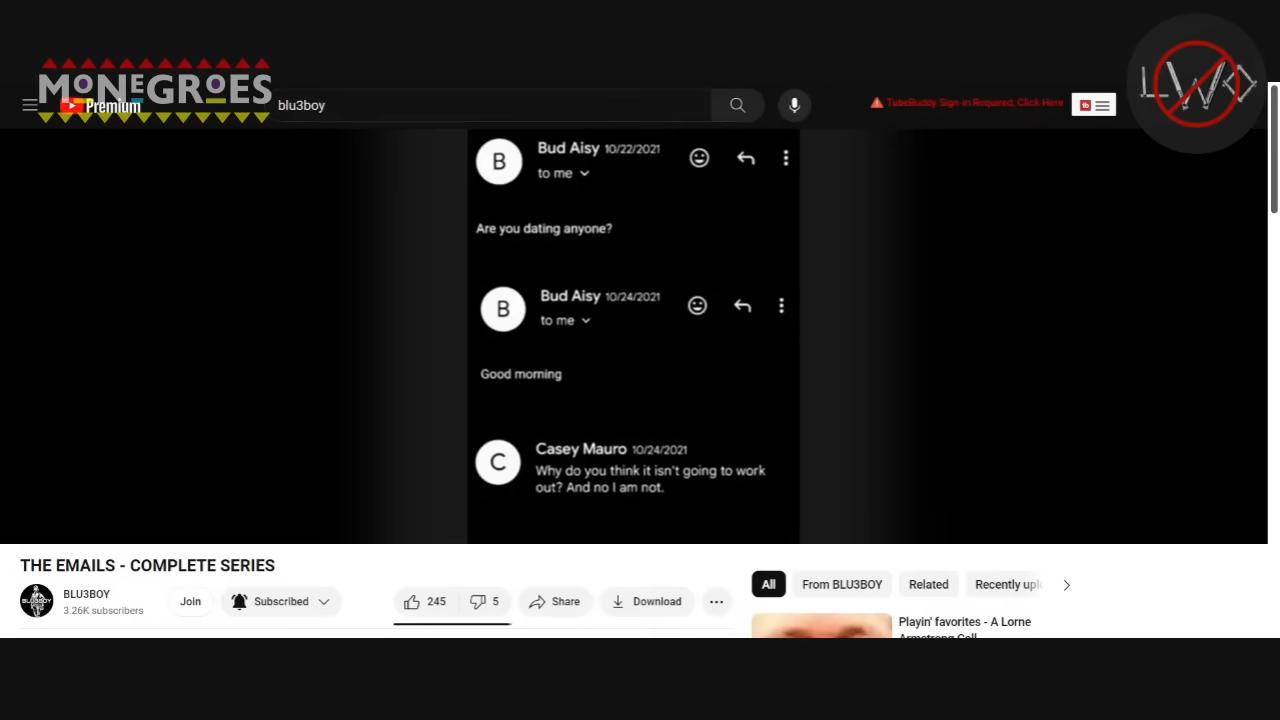 MONEGROES
Premium
blu3boy
TubeBuddy Sign-in Required, Click Here
tb
LWO
B
Bud Aisy 10/22/2021
to me
Are you dating anyone?
B
Bud Aisy 10/24/2021
to me
Good morning
C
Casey Mauro 10/24/2021
Why do you think it isn't going to work
out? And no I am not.
THE EMAILS - COMPLETE SERIES
BLU3BOY
3.26K subscribers
Join
Subscribed
245
5
Share
Download
All
From BLU3BOY
Related
Recently upl
Playin' favorites - A Lorne
Armstrong Call